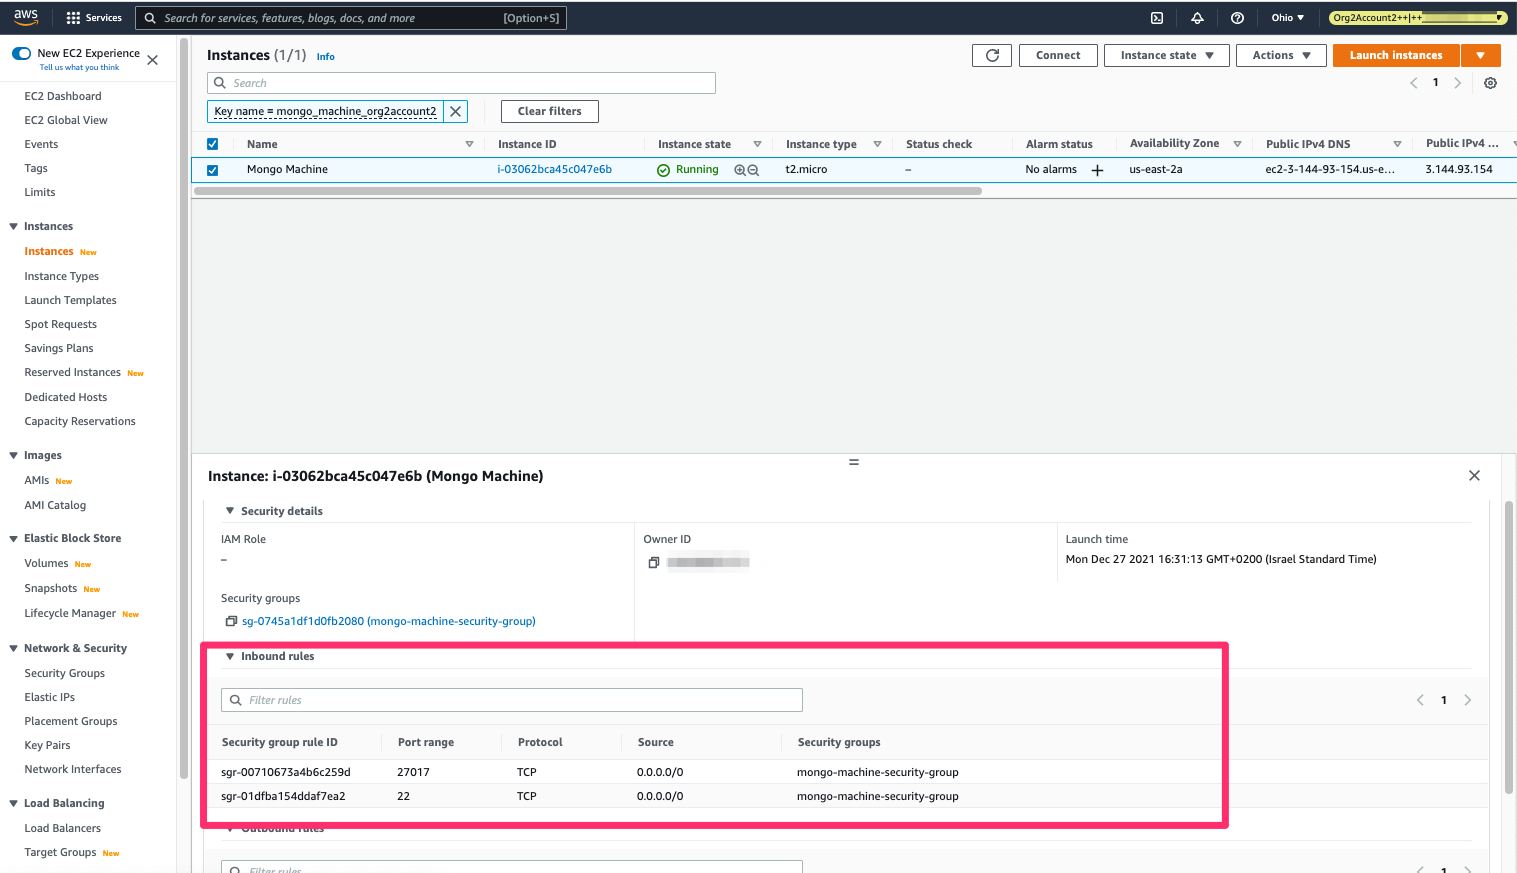 aws
Services
Search for services, features, blogs, docs, and more
[Option+S]
Ohio
Org2Account2++|++
New EC2 Experience
Tell us what you think
EC2 Dashboard
EC2 Global View
Events
Tags
Limits
Instances
Instances New
Instance Types
Launch Templates
Spot Requests
Savings Plans
Reserved Instances New
Dedicated Hosts
Capacity Reservations
Images
AMIs New
AMI Catalog
Elastic Block Store
Volumes New
Snapshots New
Lifecycle Manager New
Network & Security
Security Groups
Elastic IPs
Placement Groups
Key Pairs
Network Interfaces
Load Balancing
Load Balancers
Target Groups New
Instances (1/1) Info
Connect
Instance state
Actions
Launch instances
Search
1
Key name = mongo_machine_org2account2
Clear filters
Name Instance ID Instance state Instance type Status check Alarm status Availability Zone Public IPv4 DNS Public IPv4 ...
Mongo Machine i-03062bca45c047e6b Running t2.micro – No alarms + us-east-2a ec2-3-144-93-154.us-e... 3.144.93.154
Instance: i-03062bca45c047e6b (Mongo Machine)
Security details
IAM Role
–
Owner ID
Launch time
Mon Dec 27 2021 16:31:13 GMT+0200 (Israel Standard Time)
Security groups
sg-0745a1df1d0fb2080 (mongo-machine-security-group)
Inbound rules
Filter rules
1
Security group rule ID Port range Protocol Source Security groups
sgr-00710673a4b6c259d 27017 TCP 0.0.0.0/0 mongo-machine-security-group
sgr-01dfba154ddaf7ea2 22 TCP 0.0.0.0/0 mongo-machine-security-group
Outbound rules
Filter rules
1